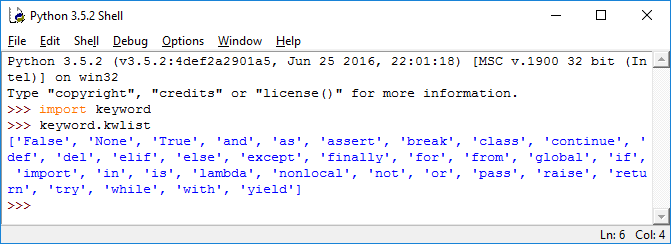 Python 3.5.2 Shell
File Edit Shell Debug Options Window Help
Python 3.5.2 (v3.5.2:4def2a2901a5, Jun 25 2016, 22:01:18) [MSC v.1900 32 bit (In
tel)] on win32
Type "copyright", "credits" or "license()" for more information.
>>> import keyword
>>> keyword.kwlist
['False', 'None', 'True', 'and', 'as', 'assert', 'break', 'class', 'continue', '
def', 'del', 'elif', 'else', 'except', 'finally', 'for', 'from', 'global', 'if',
 'import', 'in', 'is', 'lambda', 'nonlocal', 'not', 'or', 'pass', 'raise', 'retu
rn', 'try', 'while', 'with', 'yield']
>>>
Ln: 6 Col: 4